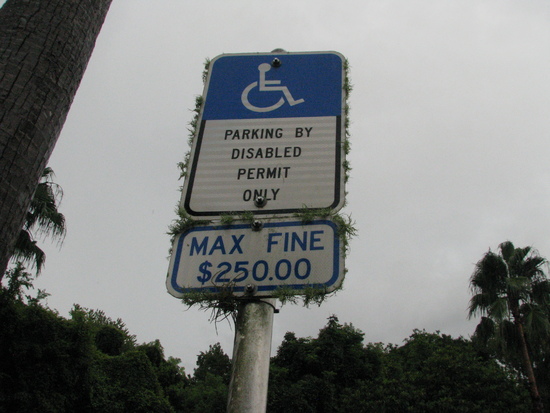 PARKING BY
DISABLED
PERMIT
ONLY
MAX FINE
$250.00